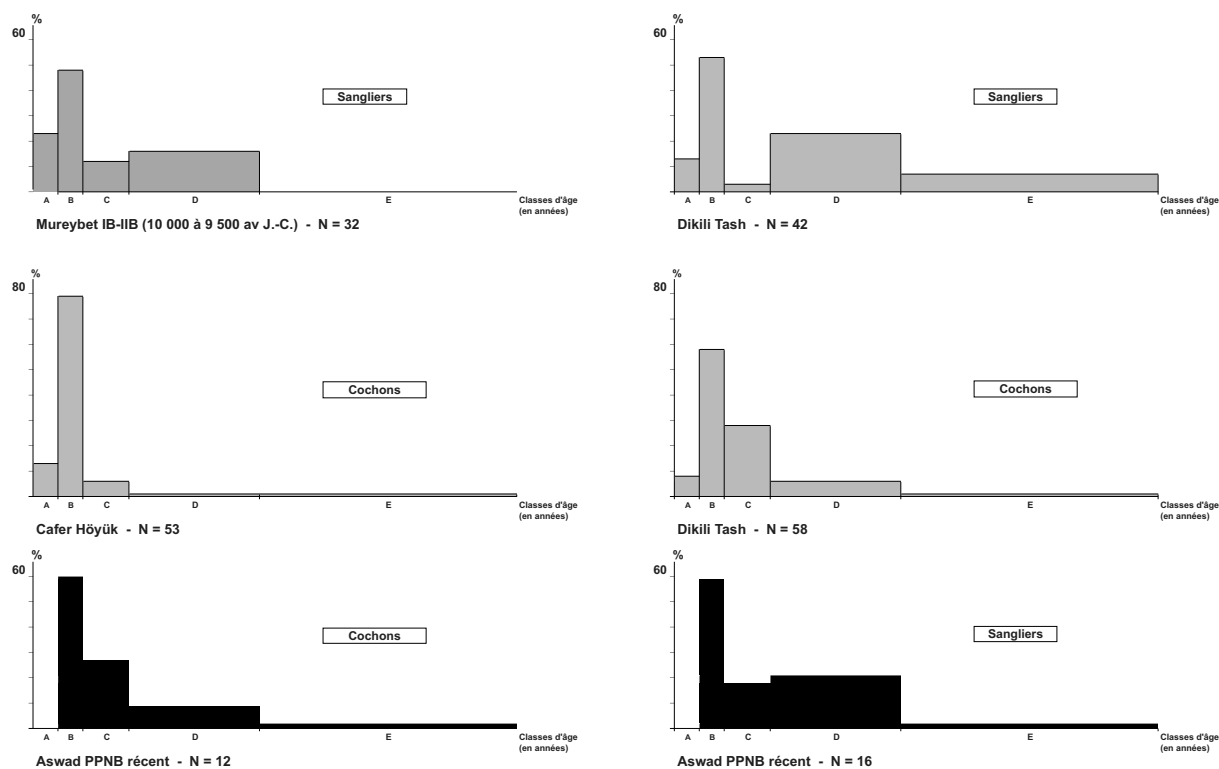 %
60
Sangliers
A B C D E Classes d'âge
(en années)
Mureybet IB-IIB (10 000 à 9 500 av J.-C.) - N = 32
%
60
Sangliers
A B C D E Classes d'âge
(en années)
Dikili Tash - N = 42
%
80
Cochons
A B C D E Classes d'âge
(en années)
Cafer Höyük - N = 53
%
80
Cochons
A B C D E Classes d'âge
(en années)
Dikili Tash - N = 58
%
60
Cochons
A B C D E Classes d'âge
(en années)
Aswad PPNB récent - N = 12
%
60
Sangliers
A B C D E Classes d'âge
(en années)
Aswad PPNB récent - N = 16